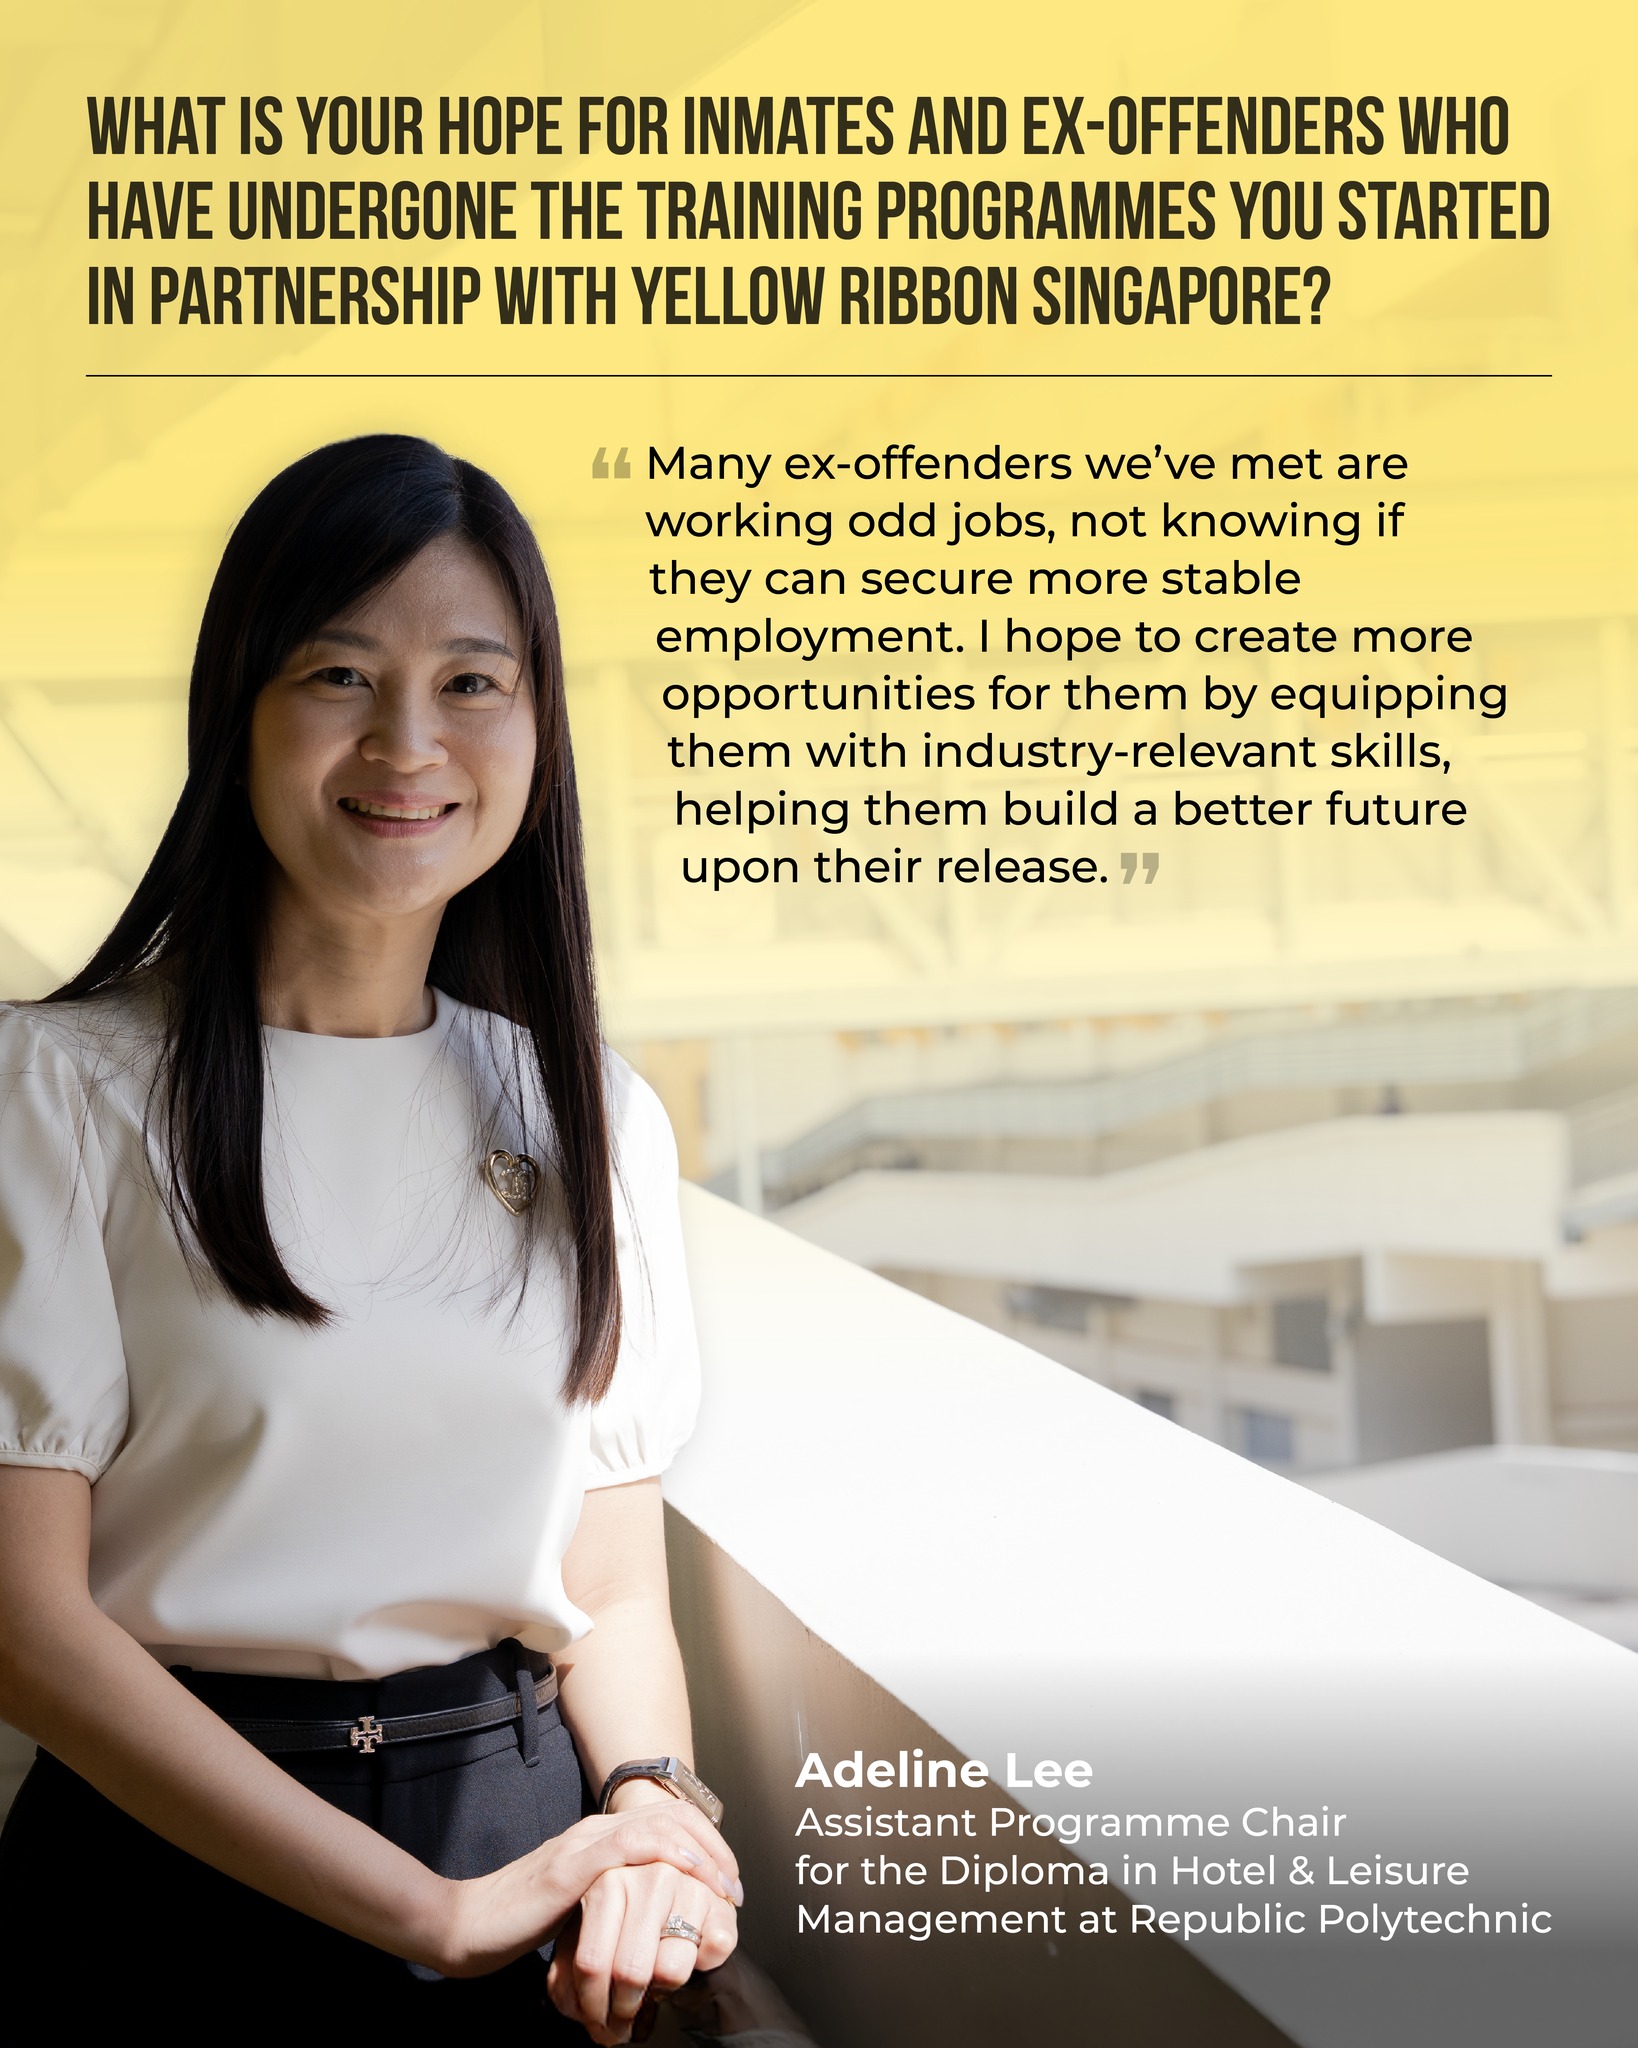 WHAT IS YOUR HOPE FOR INMATES AND EX-OFFENDERS WHO
HAVE UNDERGONE THE TRAINING PROGRAMMES YOU STARTED
IN PARTNERSHIP WITH YELLOW RIBBON SINGAPORE?
“Many ex-offenders we’ve met are
working odd jobs, not knowing if
they can secure more stable
employment. I hope to create more
opportunities for them by equipping
them with industry-relevant skills,
helping them build a better future
upon their release.”
Adeline Lee
Assistant Programme Chair
for the Diploma in Hotel & Leisure
Management at Republic Polytechnic